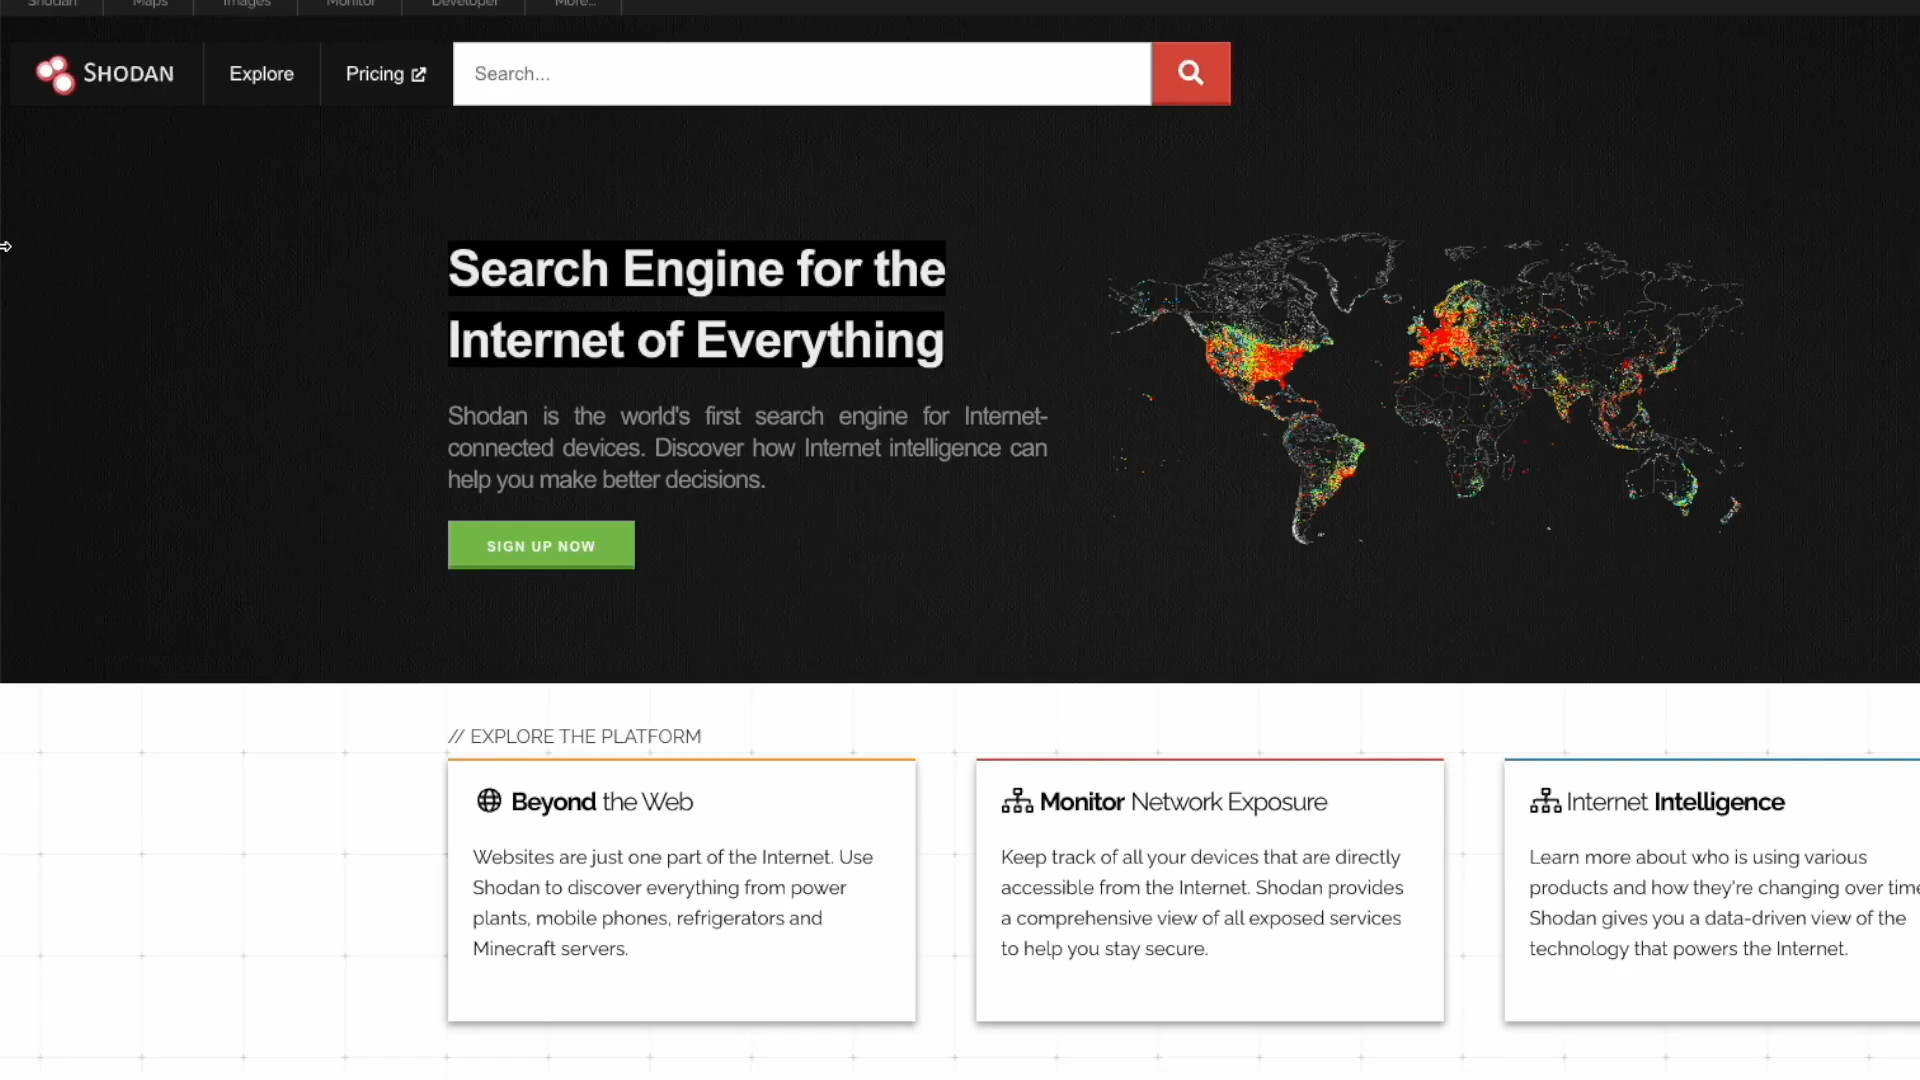 Shodan
Maps
Images
Monitor
Developer
More...
SHODAN
Explore
Pricing
Search...
Search Engine for the
Internet of Everything
Shodan is the world's first search engine for Internet-
connected devices. Discover how Internet intelligence can
help you make better decisions.
SIGN UP NOW
// EXPLORE THE PLATFORM
Beyond the Web
Websites are just one part of the Internet. Use
Shodan to discover everything from power
plants, mobile phones, refrigerators and
Minecraft servers.
Monitor Network Exposure
Keep track of all your devices that are directly
accessible from the Internet. Shodan provides
a comprehensive view of all exposed services
to help you stay secure.
Internet Intelligence
Learn more about who is using various
products and how they're changing over time
Shodan gives you a data-driven view of the
technology that powers the Internet.